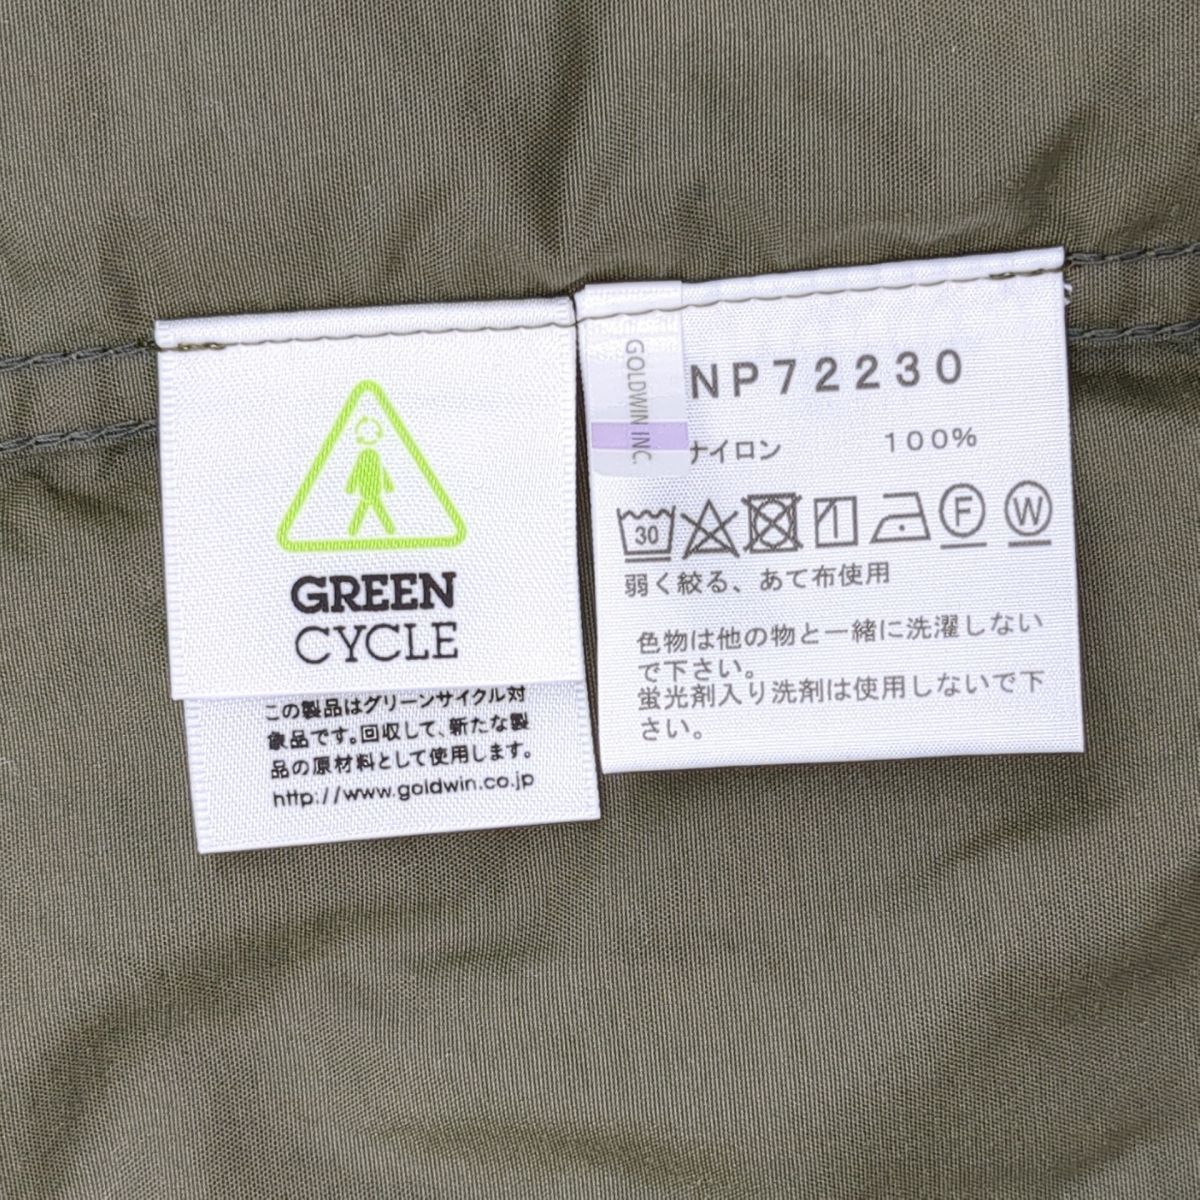 GREEN
CYCLE
この製品はグリーンサイクル対
象品です。回収して、新たな製
品の原材料として使用します。
http://www.goldwin.co.jp
GOLDWIN INC.
NP72230
ナイロン 100%
30
F
W
弱く絞る、あて布使用
色物は他の物と一緒に洗濯しない
で下さい。
蛍光剤入り洗剤は使用しないで下
さい。